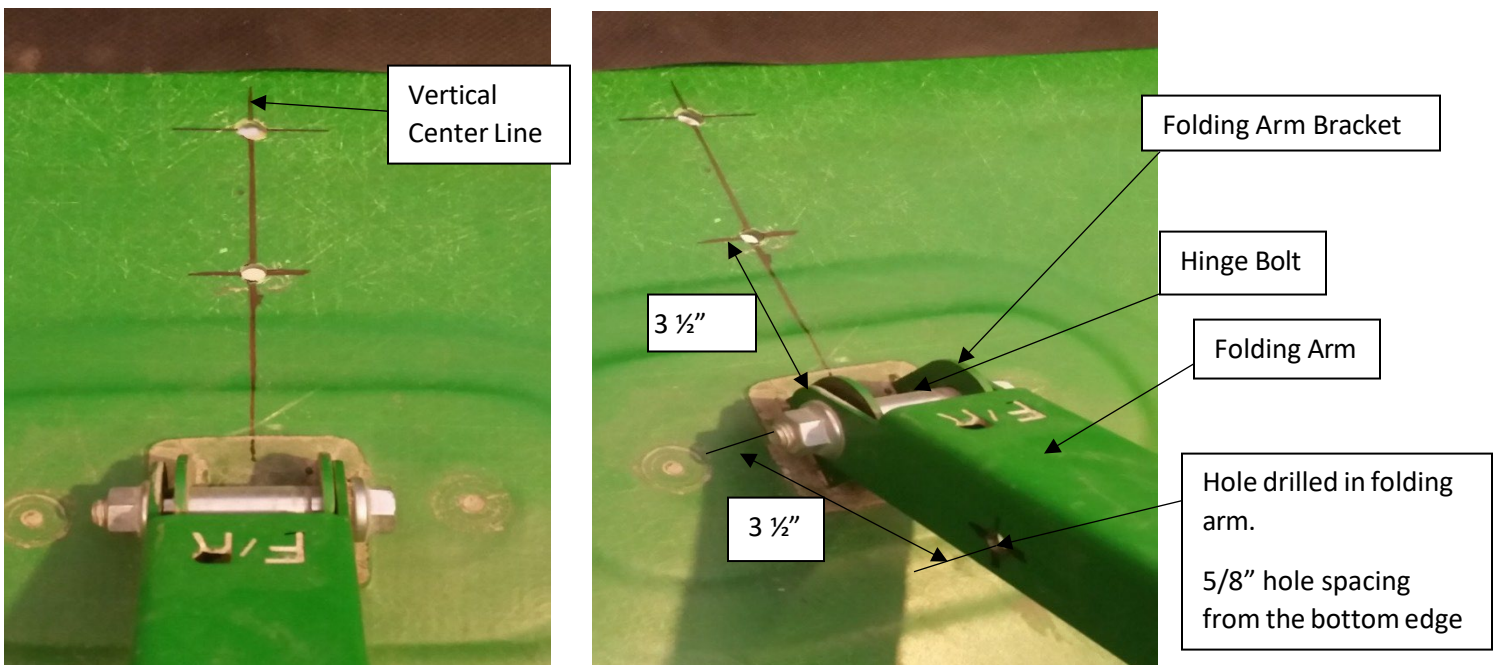 Vertical
Center Line
F/R
3 ½”
3 ½”
F/R
Folding Arm Bracket
Hinge Bolt
Folding Arm
Hole drilled in folding
arm.
5/8” hole spacing
from the bottom edge